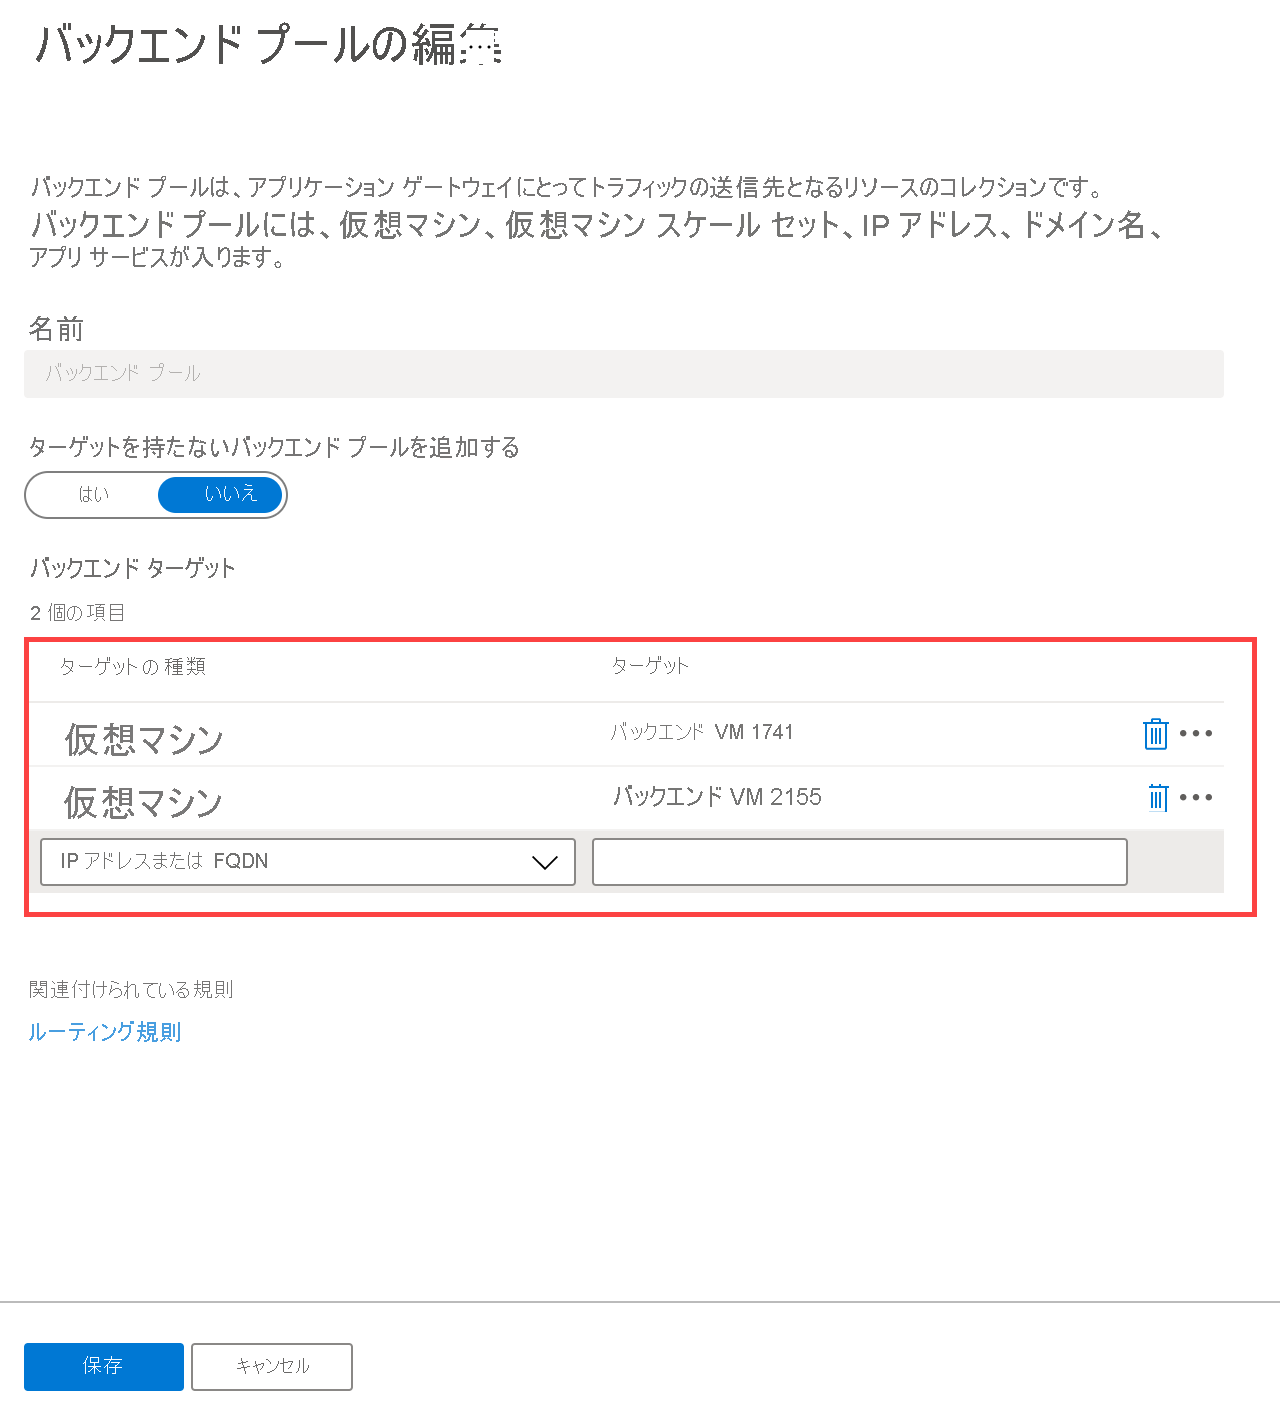 バックエンド プールの編集
バックエンド プールは、アプリケーション ゲートウェイにとってトラフィックの送信先となるリソースのコレクションです。
バックエンド プールには、仮想マシン、仮想マシン スケール セット、IP アドレス、ドメイン名、
アプリ サービスが入ります。
名前
バックエンド プール
ターゲットを持たないバックエンド プールを追加する
はい いいえ
バックエンド ターゲット
2 個の項目
ターゲットの種類 ターゲット
仮想マシン バックエンド VM 1741
仮想マシン バックエンド VM 2155
IP アドレスまたは FQDN
関連付けられている規則
ルーティング規則
保存 キャンセル